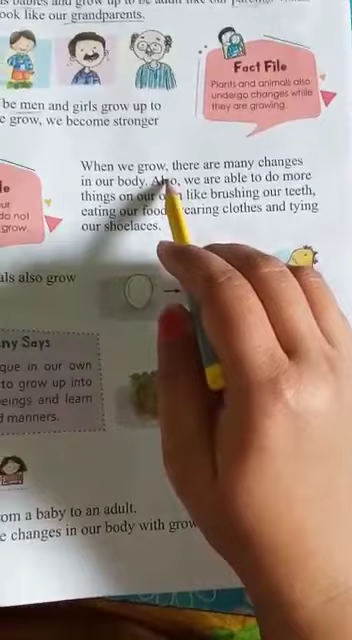 as babies and grow up to be adult like our
ook like our grandparents.
Fact File
Plants and animals also
undergo changes while
they are growing.
be men and girls grow up to
e grow, we become stronger
When we grow, there are many changes
in our body. Also, we are able to do more
things on our own like brushing our teeth,
eating our food, wearing clothes and tying
our shoelaces.
le
ur
do not
grow.
als also grow
ny Says
que in our own
to grow up into
eings and learn
d manners.
om a baby to an adult.
e changes in our body with grow